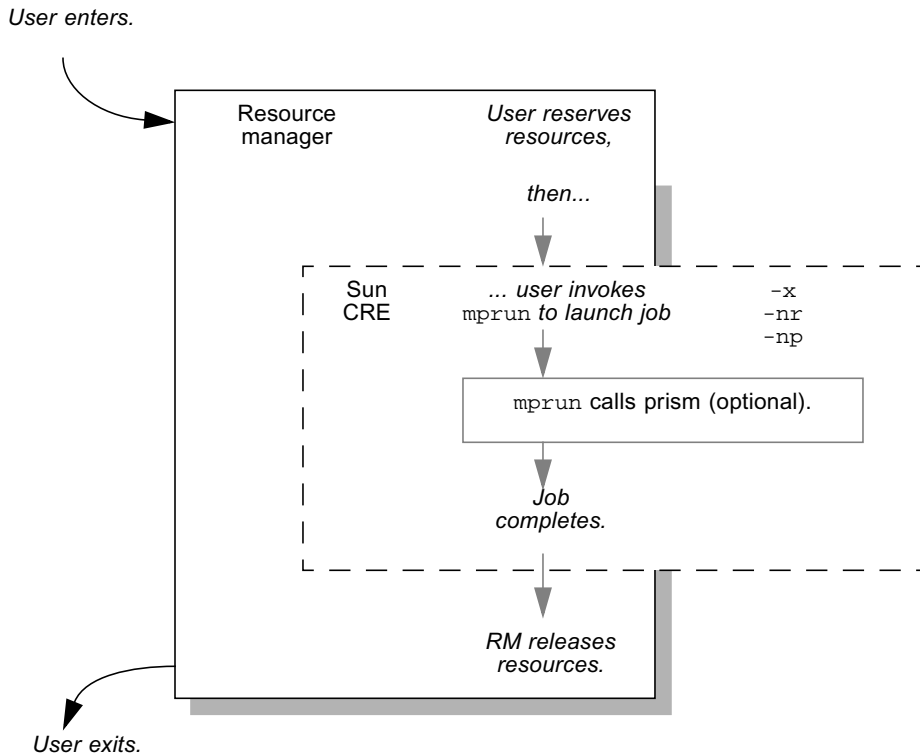 User enters.
Resource
manager
User reserves
resources,
then...
Sun
CRE
... user invokes
mprun to launch job
-x
-nr
-np
mprun calls prism (optional).
Job
completes.
RM releases
resources.
User exits.